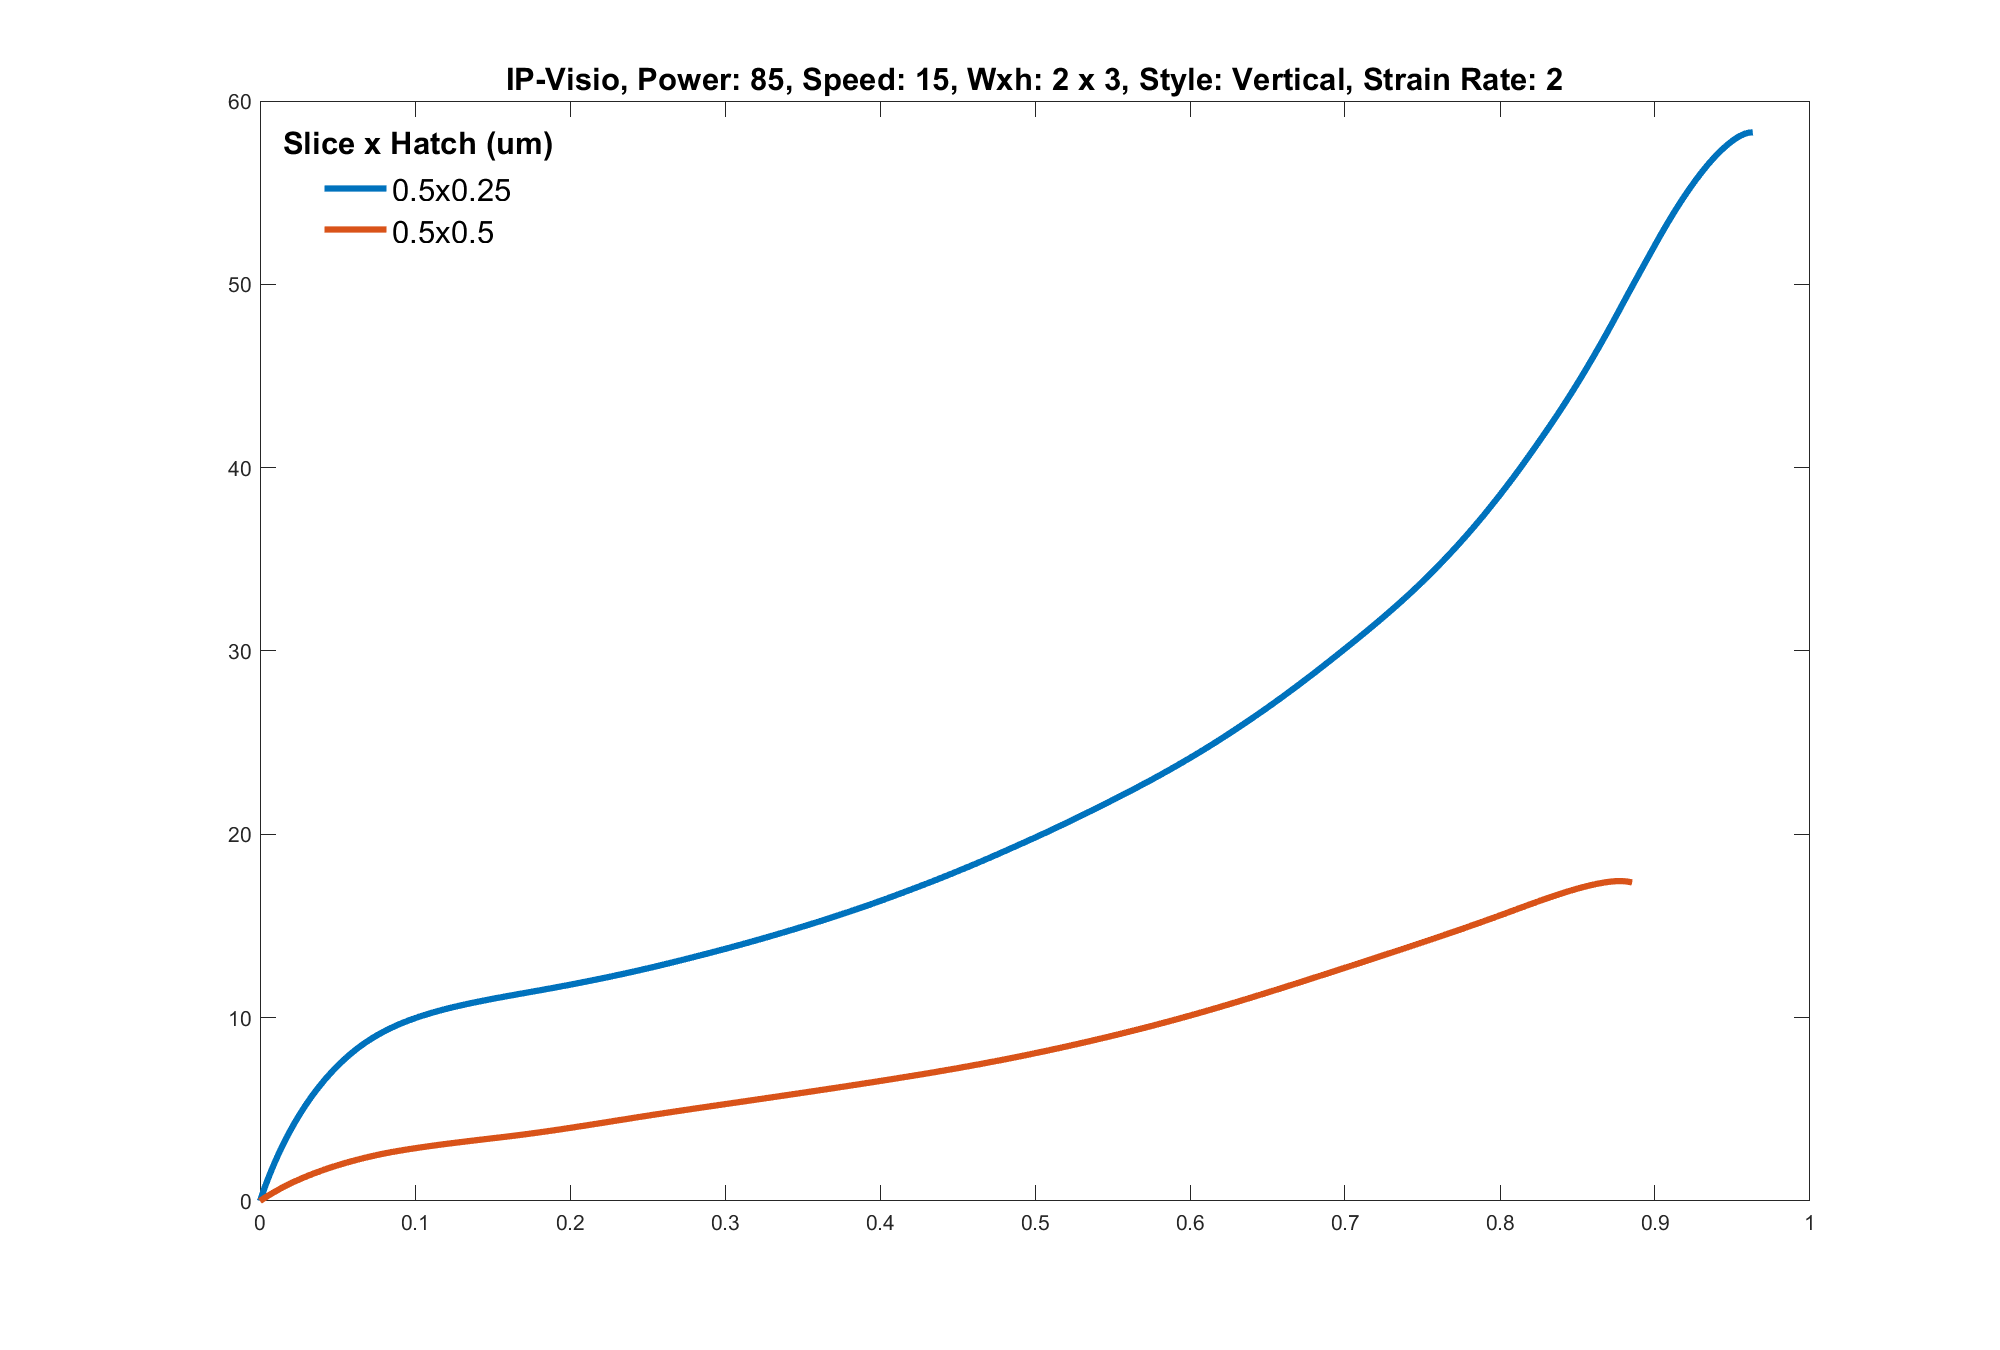 IP-Visio, Power: 85, Speed: 15, Wxh: 2 x 3, Style: Vertical, Strain Rate: 2
Slice x Hatch (um)
0.5x0.25
0.5x0.5
60
50
40
30
20
10
0
0 0.1 0.2 0.3 0.4 0.5 0.6 0.7 0.8 0.9 1